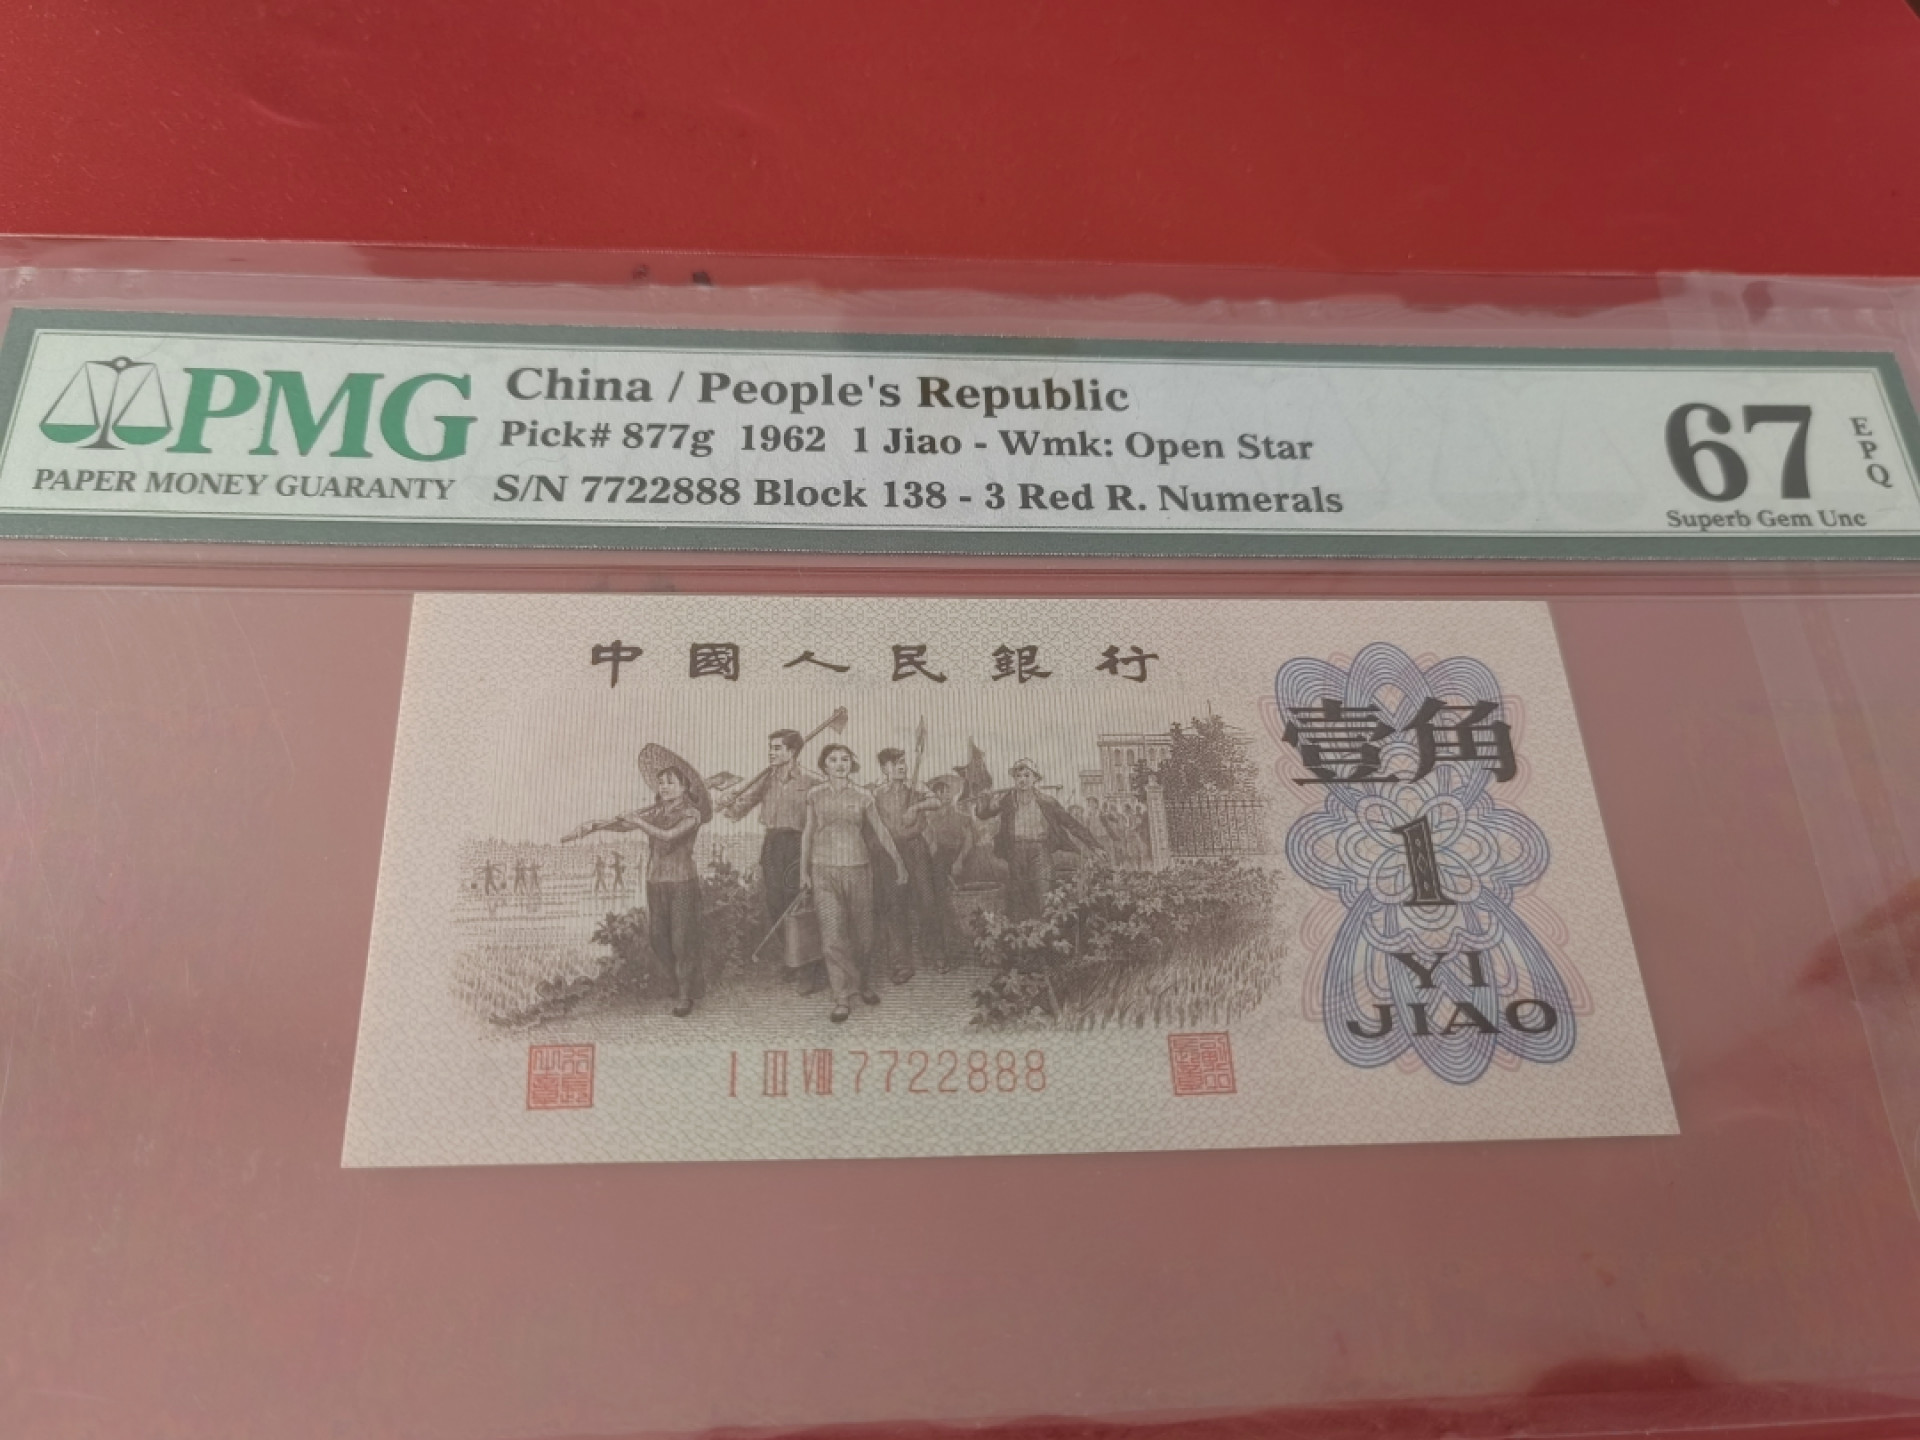 PMG
PAPER MONEY GUARANTY
China / People's Republic
Pick# 877g 1962 1 Jiao - Wmk: Open Star
S/N 7722888 Block 138 - 3 Red R. Numerals
67
EPQ
Superb Gem Unc
中國人民銀行
壹角
1
YI
JIAO
I III VIII 7722888